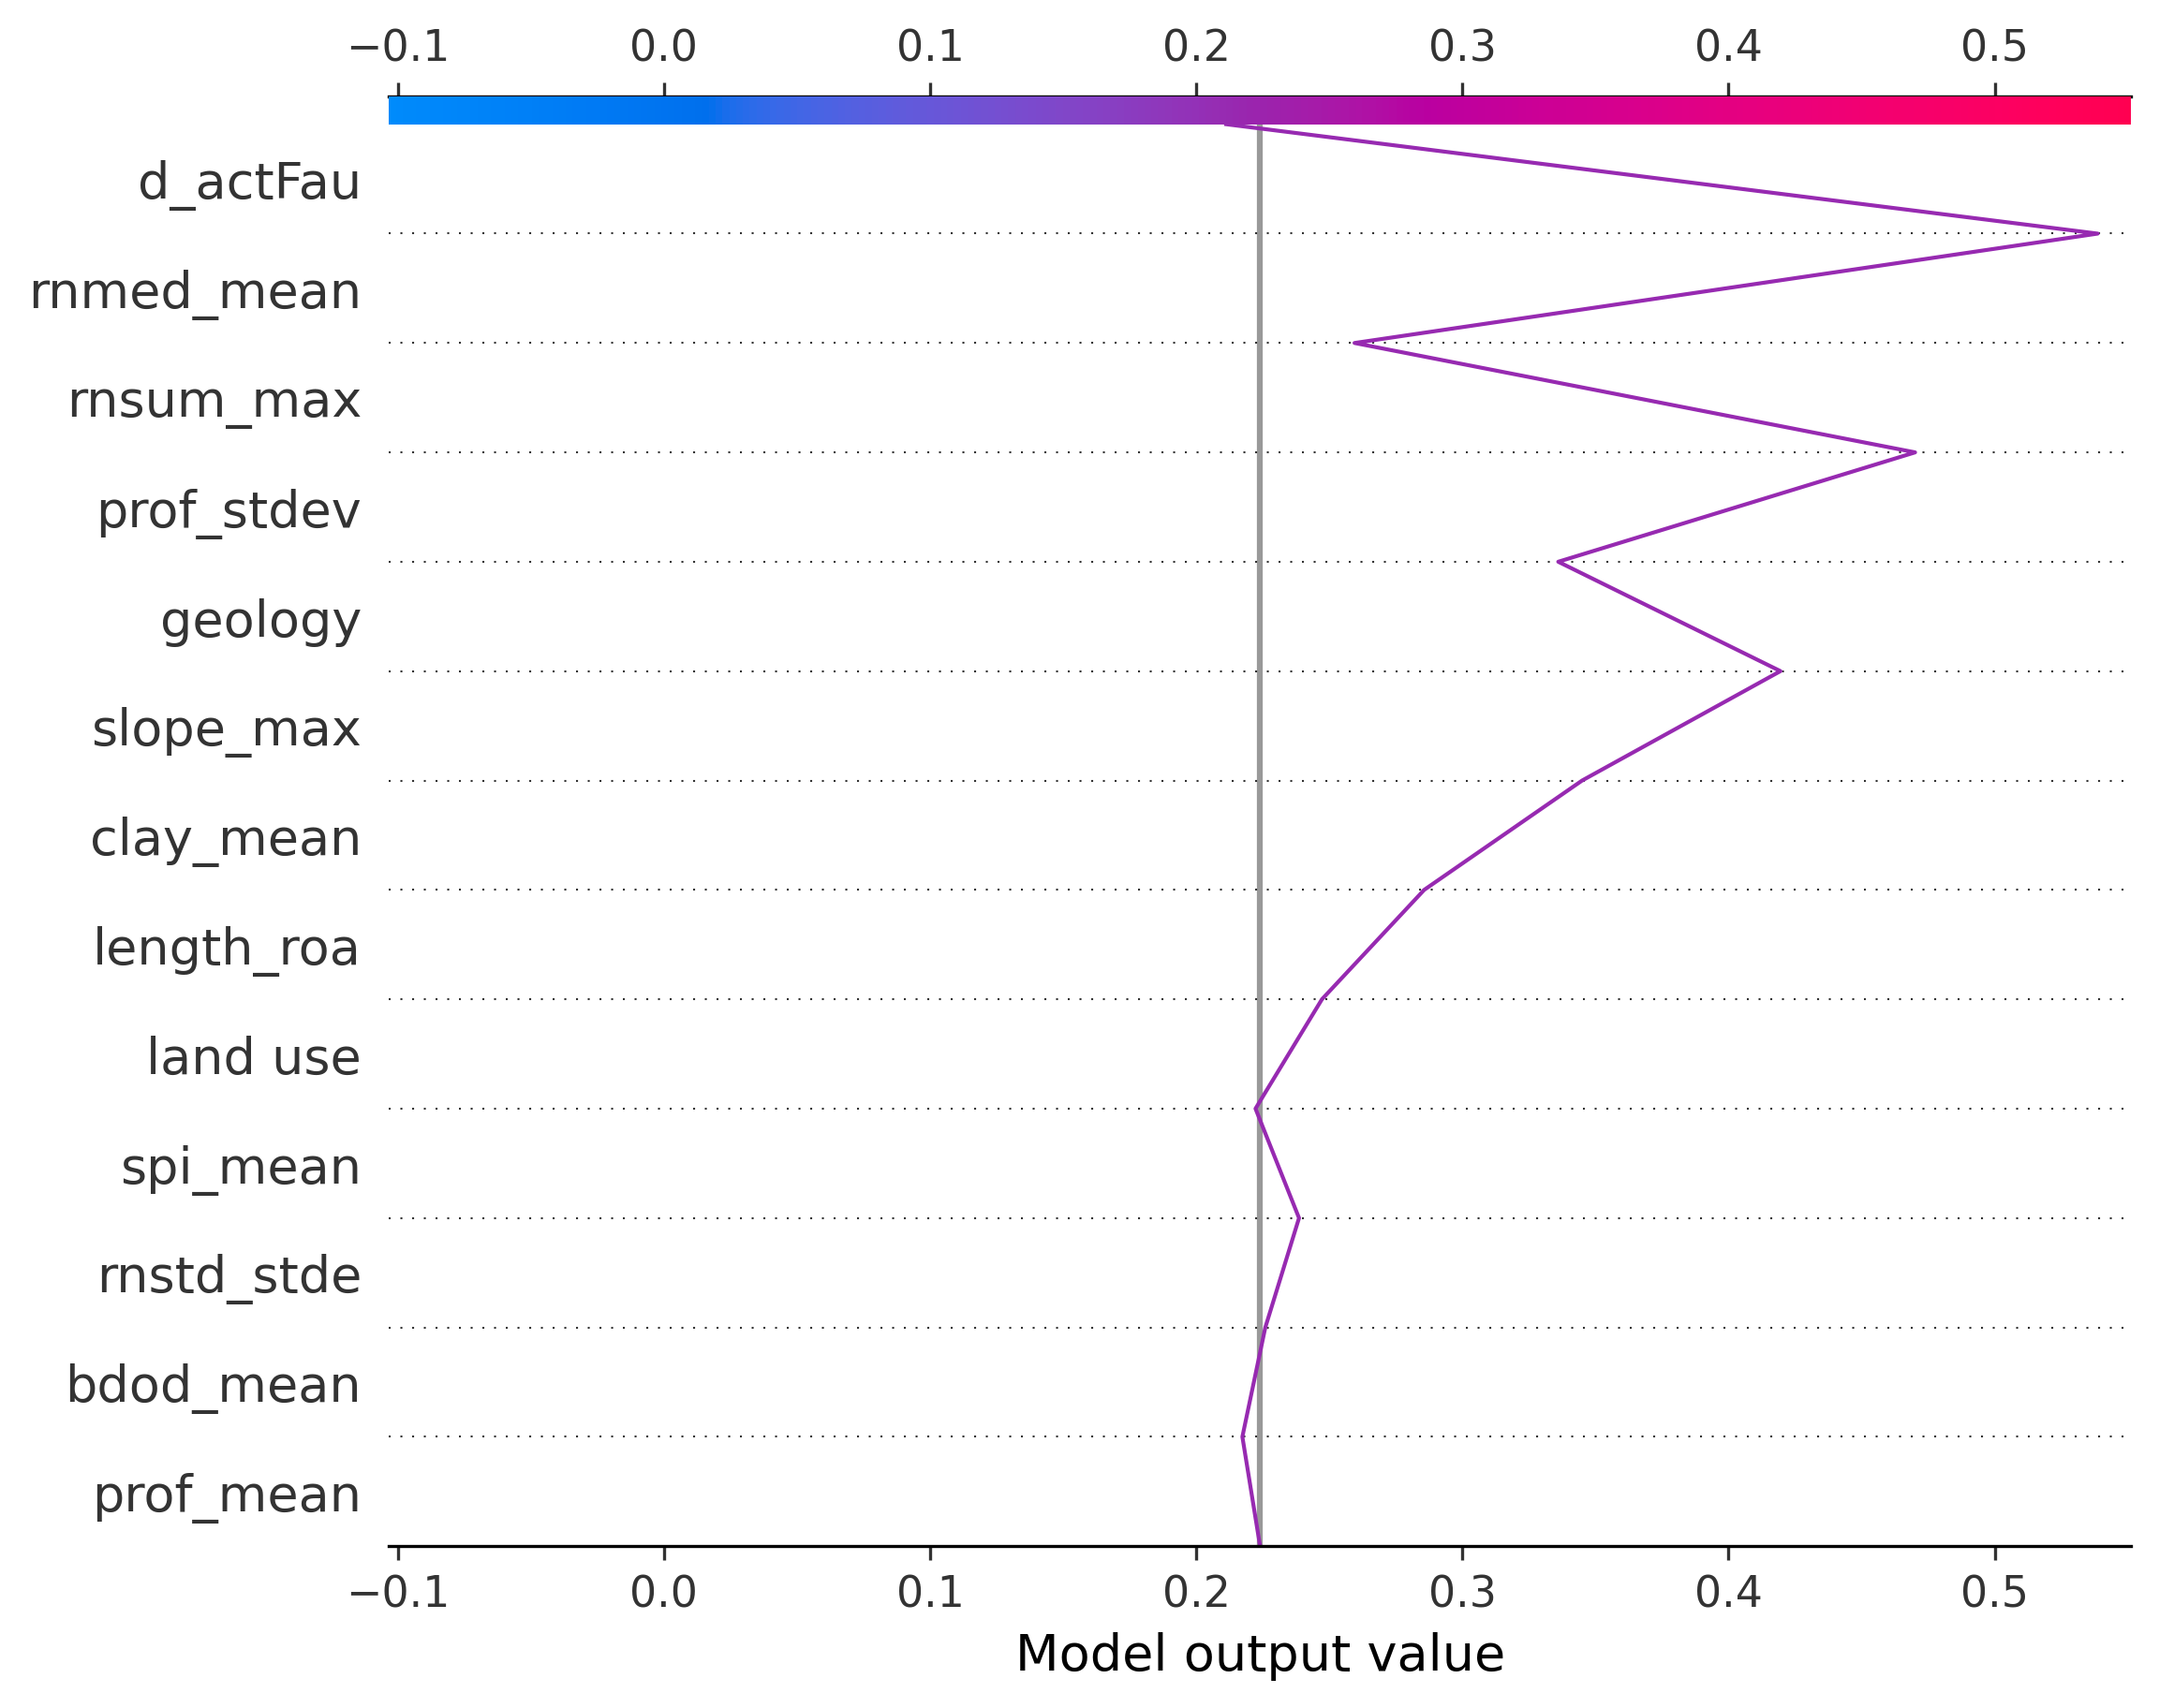 −0.1 0.0 0.1 0.2 0.3 0.4 0.5
d_actFau
rnmed_mean
rnsum_max
prof_stdev
geology
slope_max
clay_mean
length_roa
land use
spi_mean
rnstd_stde
bdod_mean
prof_mean
−0.1 0.0 0.1 0.2 0.3 0.4 0.5
Model output value